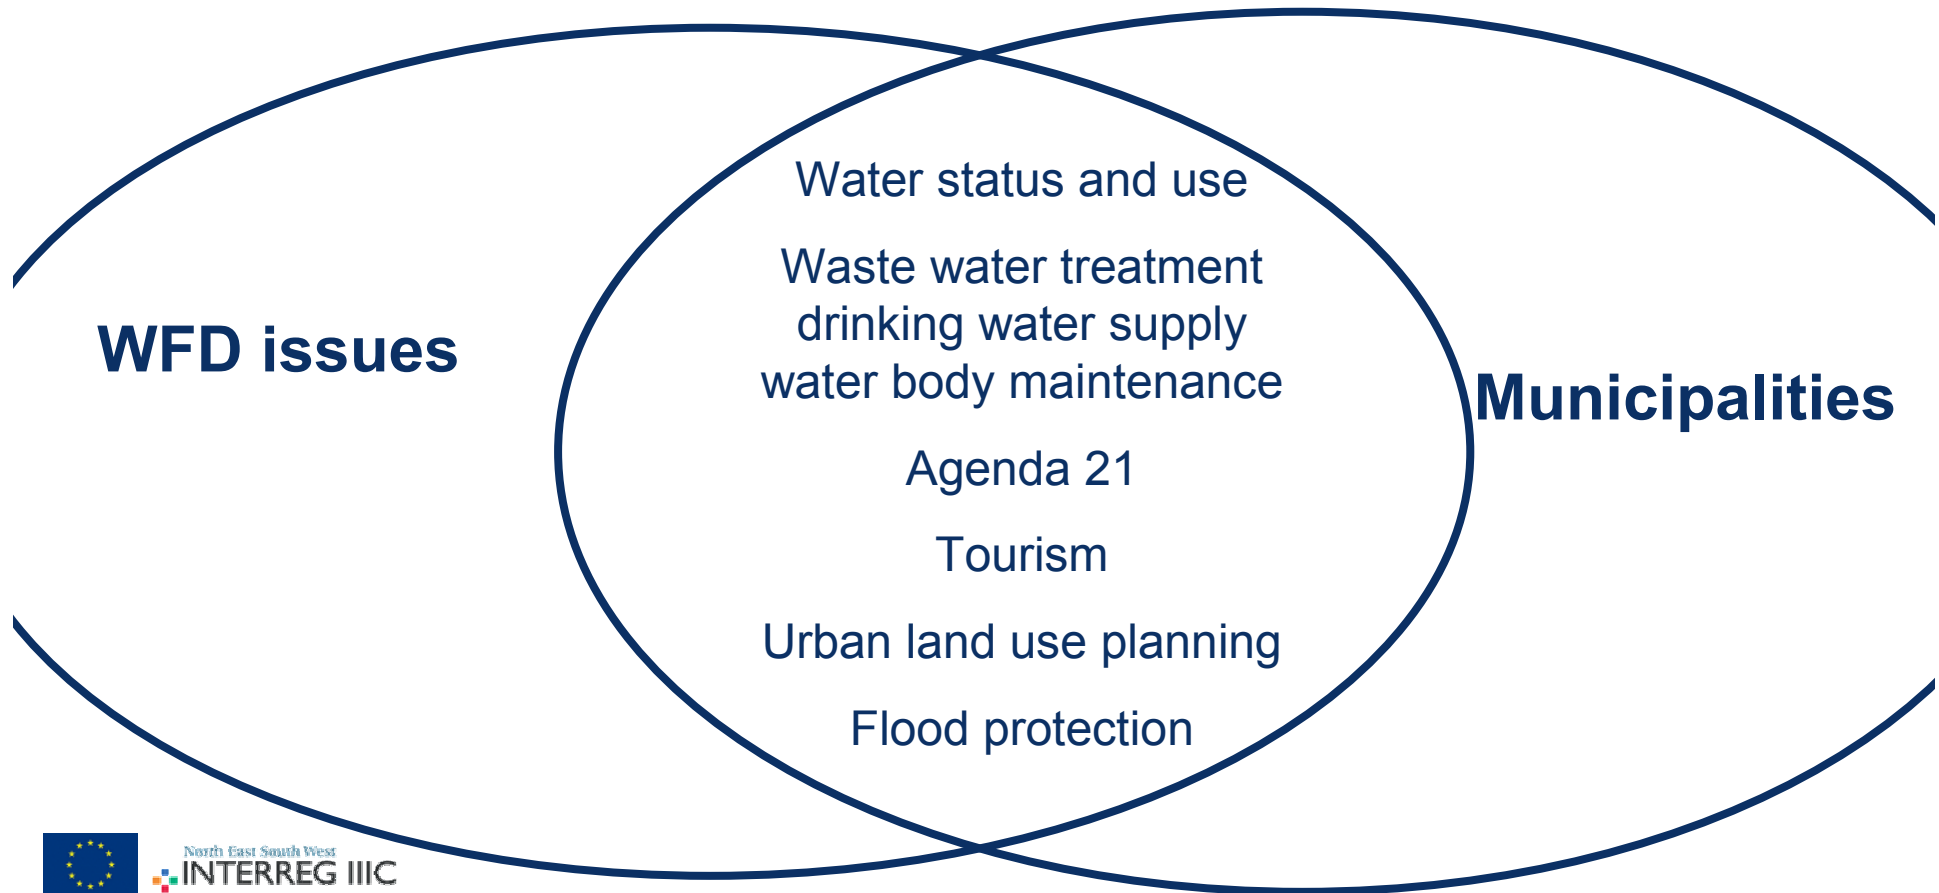 Water status and use
Waste water treatment
drinking water supply
water body maintenance
WFD issues
Municipalities
Agenda 21
Tourism
Urban land use planning
Flood protection
North East South West
INTERREG IIIC